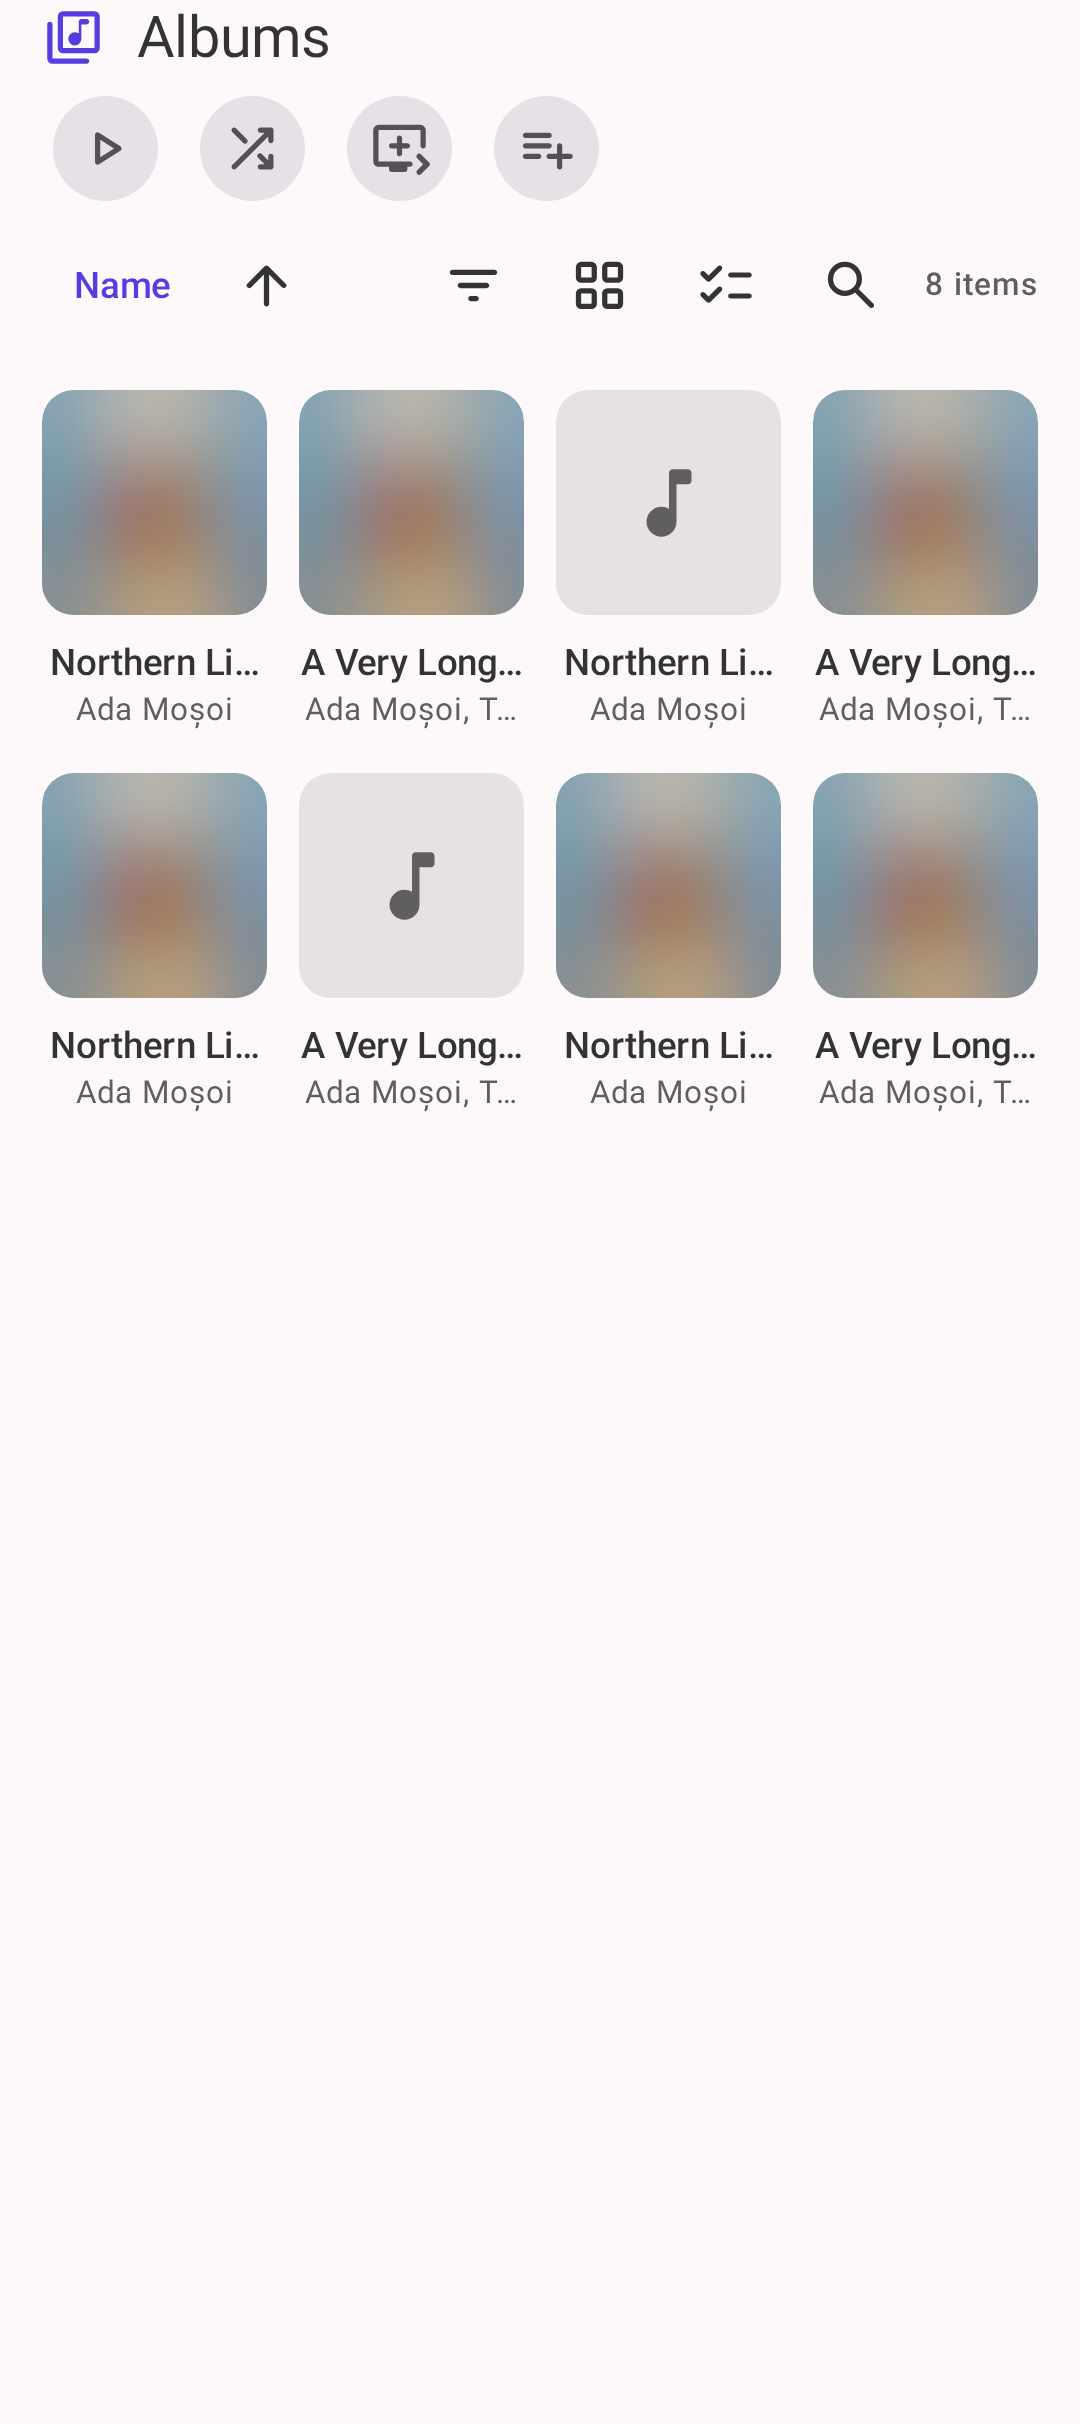 Albums
Name
8 items
Northern Li…
A Very Long…
Northern Li…
A Very Long…
Ada Moșoi
Ada Moșoi, T…
Ada Moșoi
Ada Moșoi, T…
Northern Li…
A Very Long…
Northern Li…
A Very Long…
Ada Moșoi
Ada Moșoi, T…
Ada Moșoi
Ada Moșoi, T…